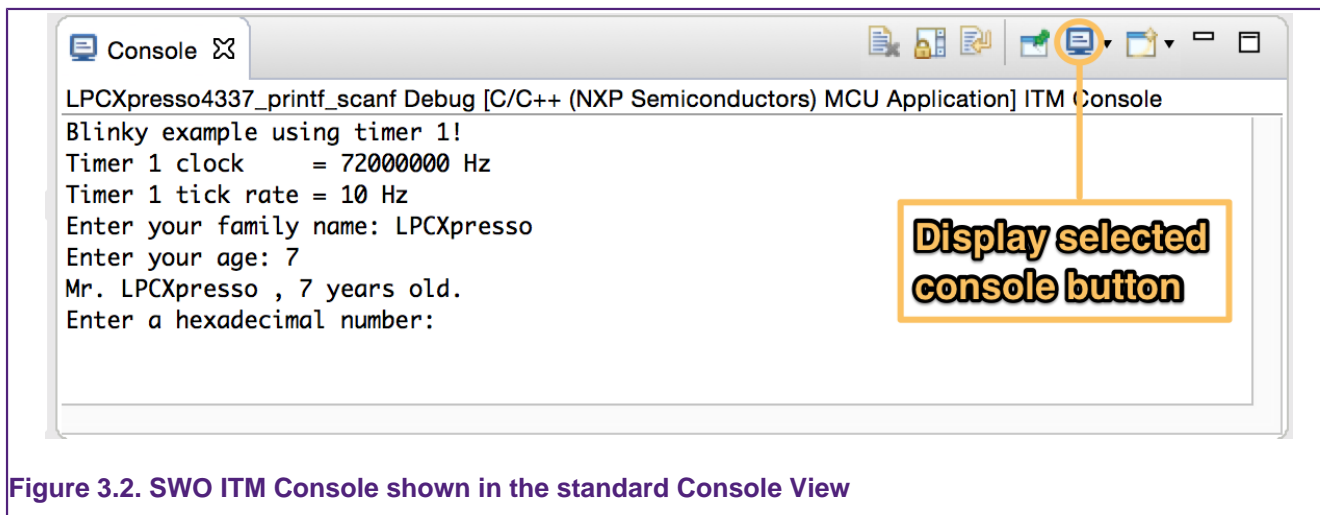 Console
LPCXpresso4337_printf_scanf Debug [C/C++ (NXP Semiconductors) MCU Application] ITM Console
Blinky example using timer 1!
Timer 1 clock     = 72000000 Hz
Timer 1 tick rate = 10 Hz
Enter your family name: LPCXpresso
Enter your age: 7
Mr. LPCXpresso , 7 years old.
Enter a hexadecimal number:
Display selected
console button
Figure 3.2. SWO ITM Console shown in the standard Console View